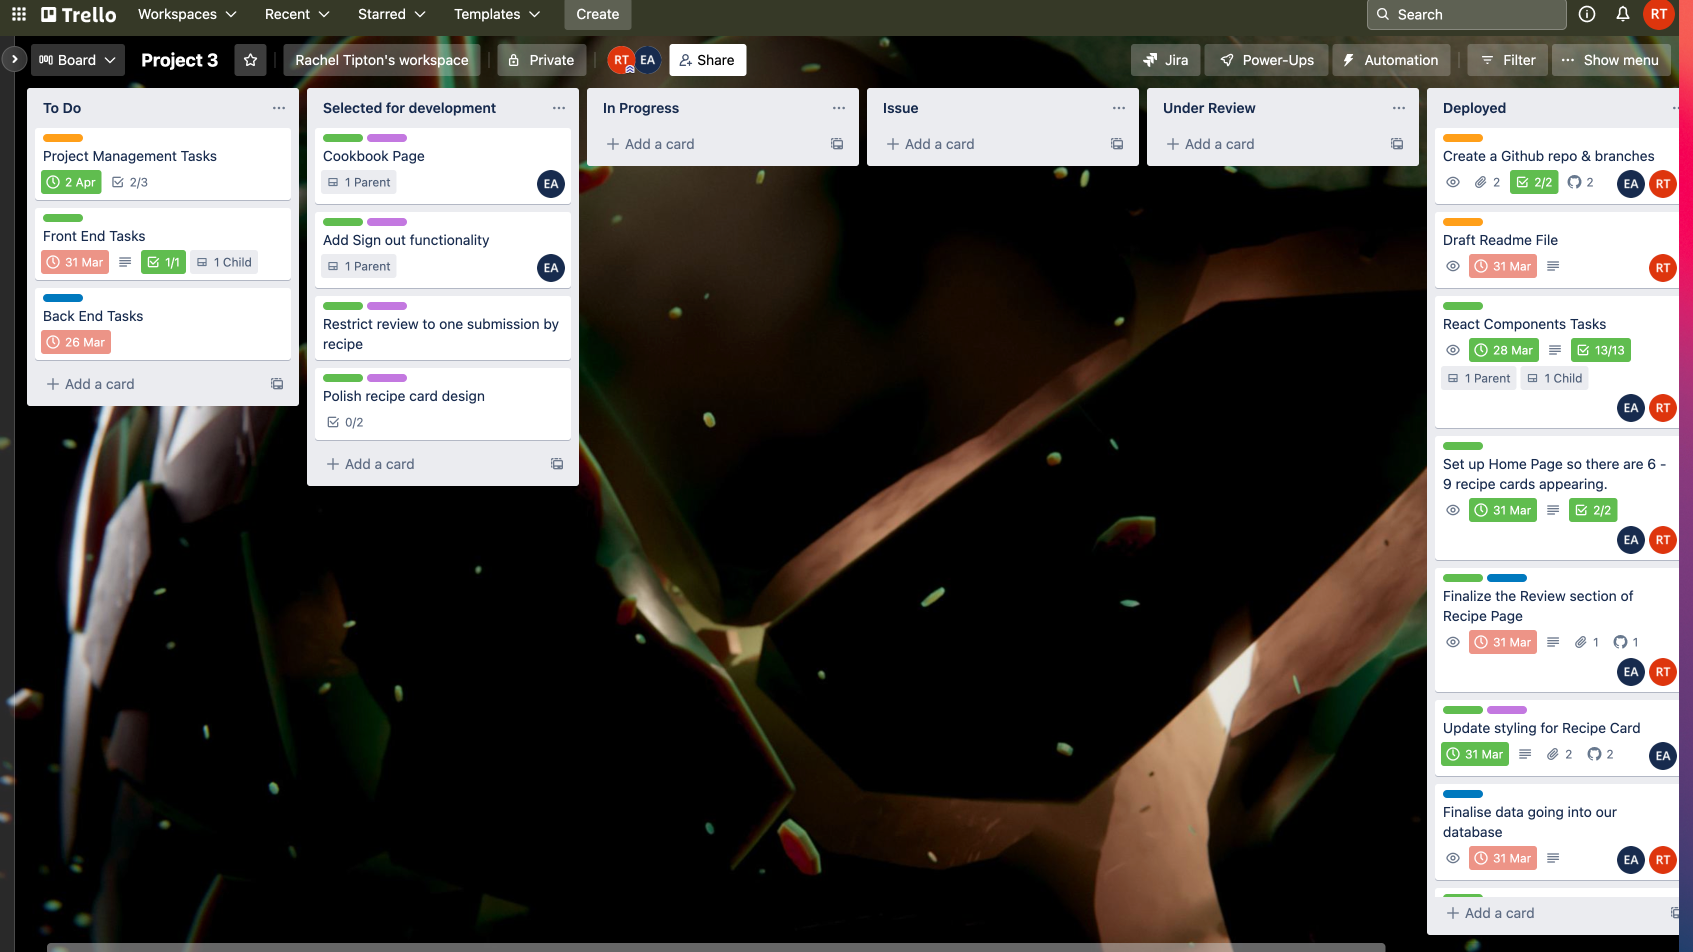 Trello
Workspaces
Recent
Starred
Templates
Create
Search
RT
Board
Project 3
Rachel Tipton's workspace
Private
RT
EA
Share
Jira
Power-Ups
Automation
Filter
Show menu
To Do
Project Management Tasks
2 Apr
2/3
Front End Tasks
31 Mar
1/1
1 Child
Back End Tasks
26 Mar
Add a card
Selected for development
Cookbook Page
1 Parent
EA
Add Sign out functionality
1 Parent
EA
Restrict review to one submission by
recipe
Polish recipe card design
0/2
Add a card
In Progress
Add a card
Issue
Add a card
Under Review
Add a card
Deployed
Create a Github repo & branches
2
2/2
2
EA
RT
Draft Readme File
31 Mar
RT
React Components Tasks
28 Mar
13/13
1 Parent
1 Child
EA
RT
Set up Home Page so there are 6 -
9 recipe cards appearing.
31 Mar
2/2
EA
RT
Finalize the Review section of
Recipe Page
31 Mar
1
1
EA
RT
Update styling for Recipe Card
31 Mar
2
2
EA
Finalise data going into our
database
31 Mar
EA
RT
Add a card